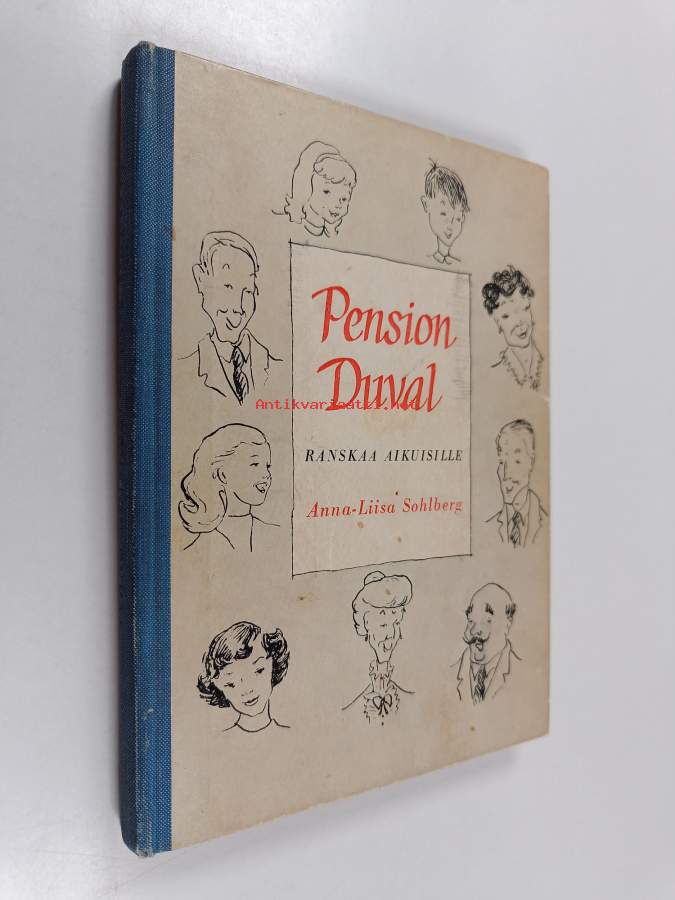 Pension
Duval
Antikvariaatti.net
RANSKAA AIKUISILLE
Anna-Liisa Sohlberg